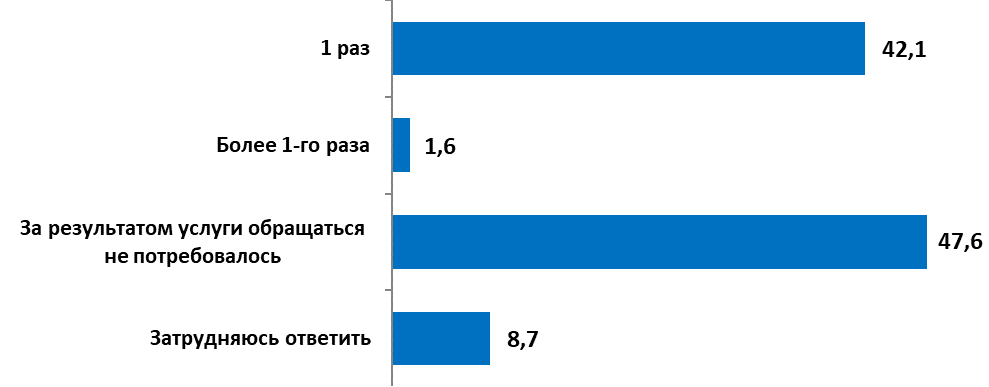 1 раз
42,1
Более 1-го раза
1,6
За результатом услуги обращаться
не потребовалось
47,6
Затрудняюсь ответить
8,7